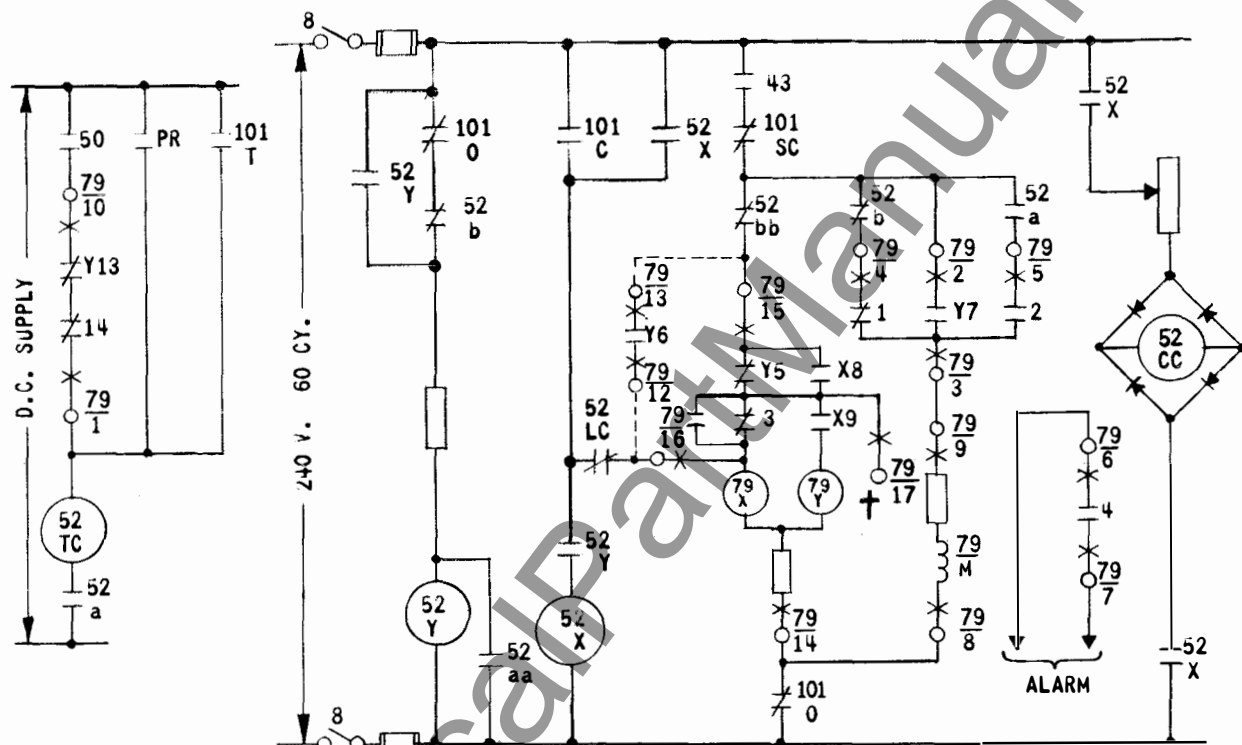 D.C. SUPPLY
50
79
10
Y13
14
79
1
52
TC
52
a
PR
101
T
8
240 V. 60 CY.
8
52
Y
101
O
52
b
52
Y
52
aa
101
C
52
X
52
LC
52
Y
52
X
43
101
SC
52
bb
79
13
Y6
79
12
79
16
79
15
Y5
X8
3
X9
79
X
79
Y
79
17
†
79
14
101
O
52
b
79
4
1
79
2
Y7
52
a
79
5
2
79
3
79
9
79
M
79
8
52
X
52
CC
79
6
4
79
7
ALARM
52
X
calPartManual